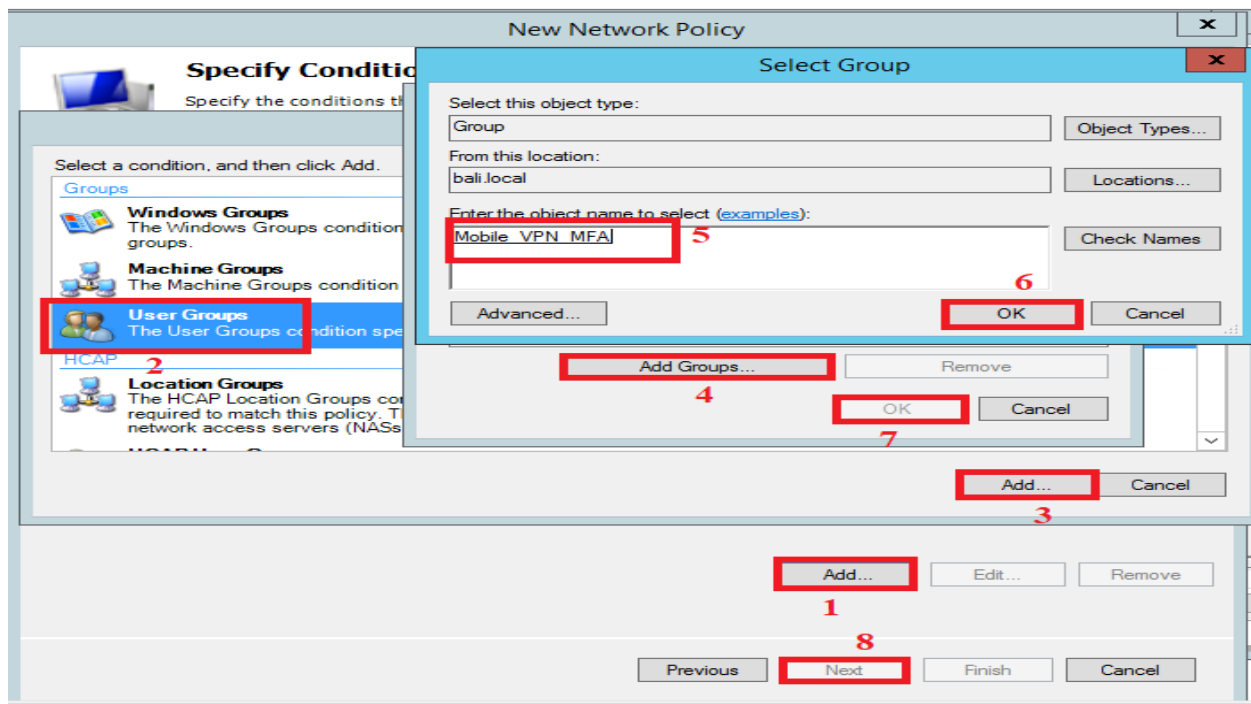 New Network Policy
x
Specify Conditio
Specify the conditions th
Select Group
x
Select this object type:
Group
Object Types...
From this location:
bali.local
Locations...
Enter the object name to select (examples):
Mobile_VPN_MFA
5
Check Names
6
Advanced...
OK
Cancel
Select a condition, and then click Add.
Groups
Windows Groups
The Windows Groups condition
groups.
Machine Groups
The Machine Groups condition
User Groups
The User Groups condition spe
2
HCAP
Location Groups
The HCAP Location Groups con
required to match this policy. T
network access servers (NASs
Add Groups...
Remove
4
OK
Cancel
7
Add...
Cancel
3
Add...
Edit...
Remove
1
8
Previous
Next
Finish
Cancel